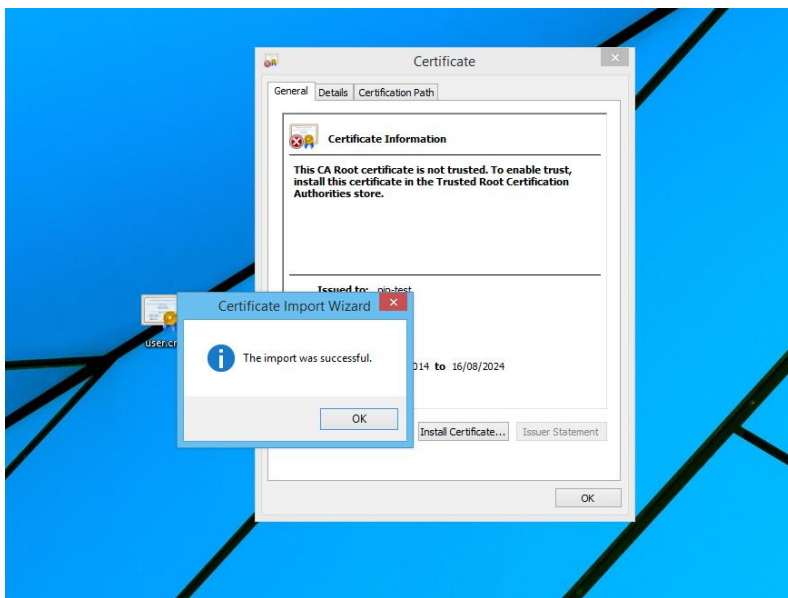 Certificate
General Details Certification Path
Certificate Information
This CA Root certificate is not trusted. To enable trust,
install this certificate in the Trusted Root Certification
Authorities store.
Issued to:
Certificate Import Wizard
The import was successful.
to 16/08/2024
OK
Install Certificate... Issuer Statement
OK